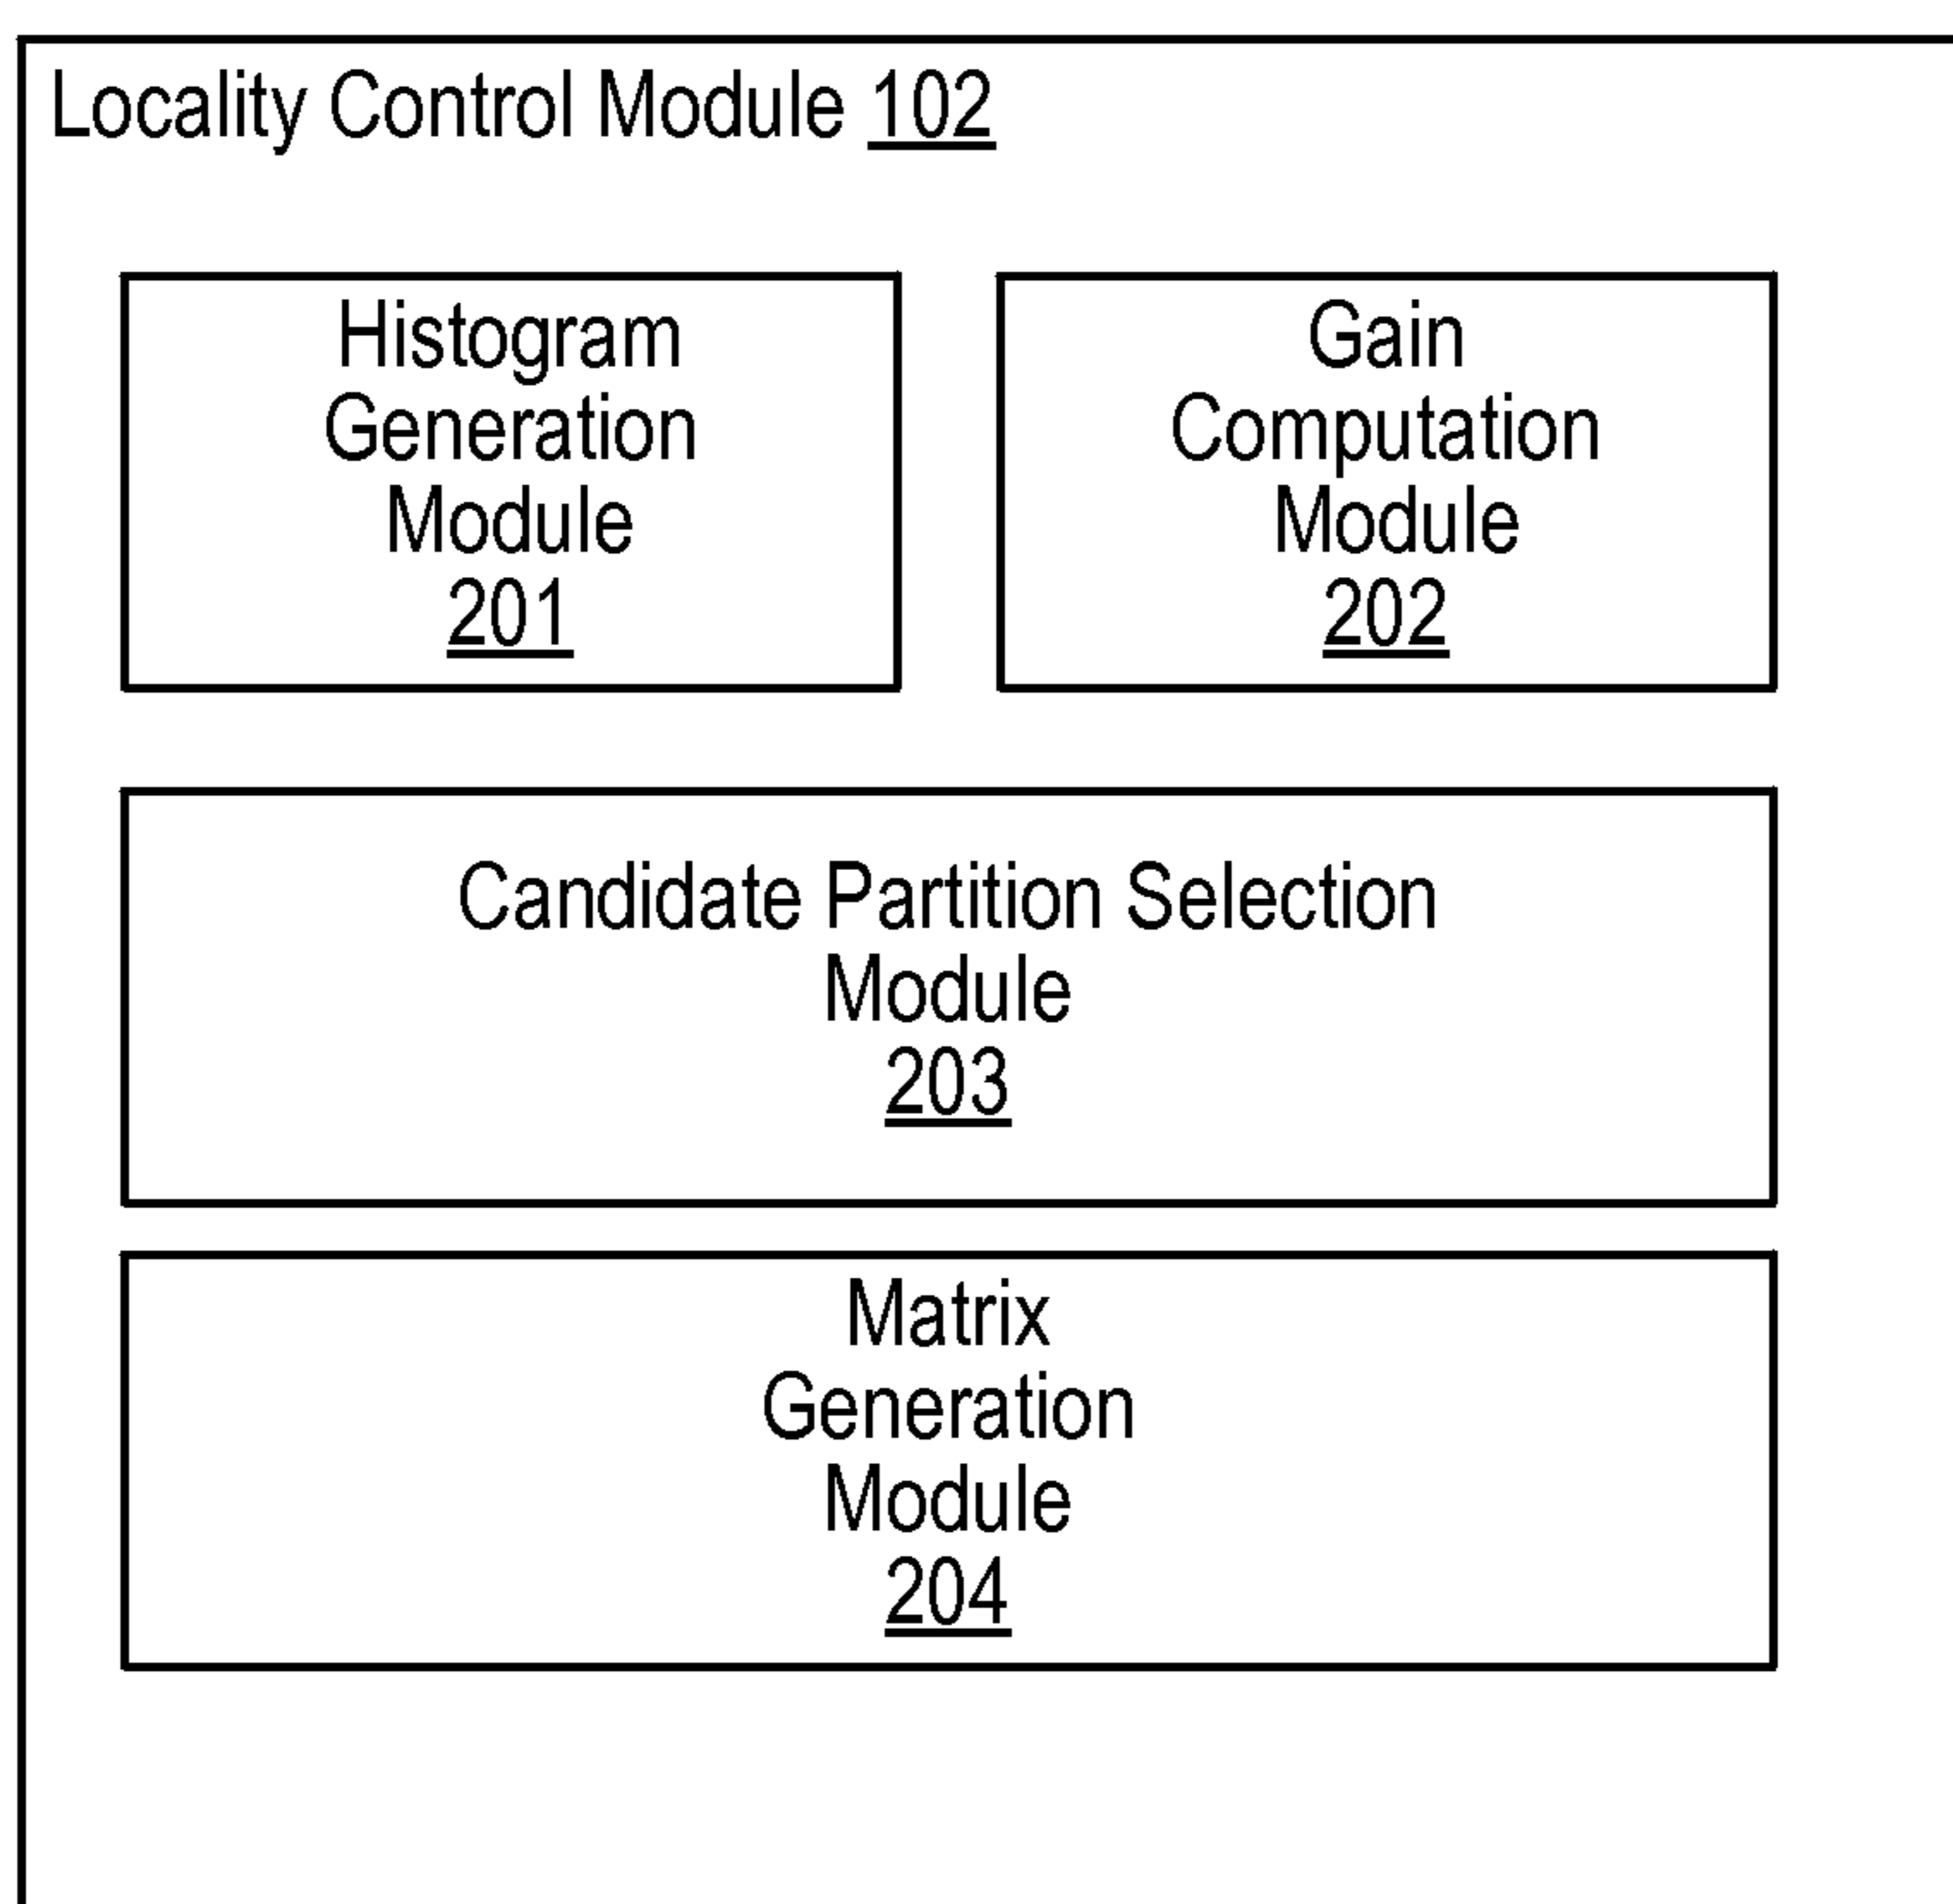 Locality Control Module 102
Histogram
Generation
Module
201
Gain
Computation
Module
202
Candidate Partition Selection
Module
203
Matrix
Generation
Module
204